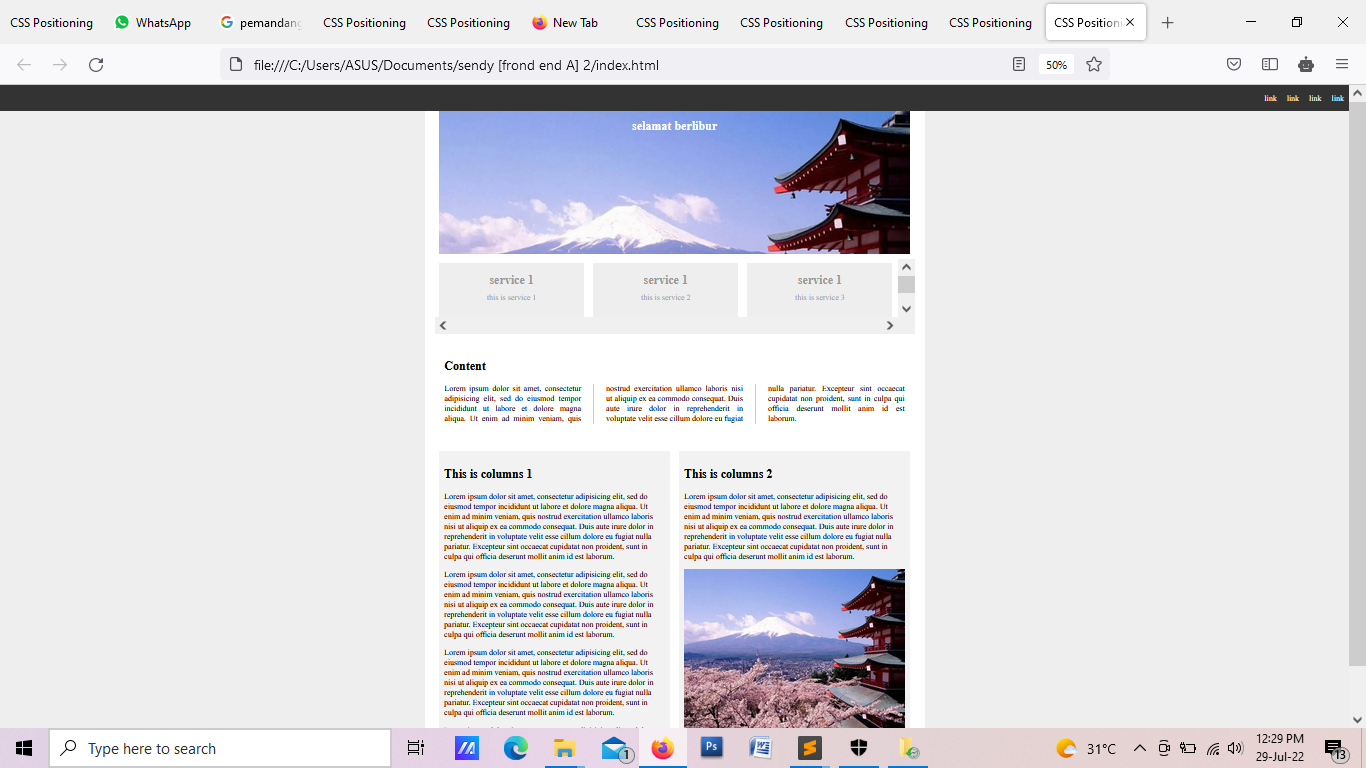 CSS Positioning
WhatsApp
pemandang
CSS Positioning
CSS Positioning
New Tab
CSS Positioning
CSS Positioning
CSS Positioning
CSS Positioning
CSS Position
file:///C:/Users/ASUS/Documents/sendy [frond end A] 2/index.html
50%
link link link link
selamat berlibur
service 1
this is service 1
service 1
this is service 2
service 1
this is service 3
Content
Lorem ipsum dolor sit amet, consectetur
adipisicing elit, sed do eiusmod tempor
incididunt ut labore et dolore magna
aliqua. Ut enim ad minim veniam, quis
nostrud exercitation ullamco laboris nisi
ut aliquip ex ea commodo consequat. Duis
aute irure dolor in reprehenderit in
voluptate velit esse cillum dolore eu fugiat
nulla pariatur. Excepteur sint occaecat
cupidatat non proident, sunt in culpa qui
officia deserunt mollit anim id est
laborum.
This is columns 1
Lorem ipsum dolor sit amet, consectetur adipisicing elit, sed do
eiusmod tempor incididunt ut labore et dolore magna aliqua. Ut
enim ad minim veniam, quis nostrud exercitation ullamco laboris
nisi ut aliquip ex ea commodo consequat. Duis aute irure dolor in
reprehenderit in voluptate velit esse cillum dolore eu fugiat nulla
pariatur. Excepteur sint occaecat cupidatat non proident, sunt in
culpa qui officia deserunt mollit anim id est laborum.
Lorem ipsum dolor sit amet, consectetur adipisicing elit, sed do
eiusmod tempor incididunt ut labore et dolore magna aliqua. Ut
enim ad minim veniam, quis nostrud exercitation ullamco laboris
nisi ut aliquip ex ea commodo consequat. Duis aute irure dolor in
reprehenderit in voluptate velit esse cillum dolore eu fugiat nulla
pariatur. Excepteur sint occaecat cupidatat non proident, sunt in
culpa qui officia deserunt mollit anim id est laborum.
Lorem ipsum dolor sit amet, consectetur adipisicing elit, sed do
eiusmod tempor incididunt ut labore et dolore magna aliqua. Ut
enim ad minim veniam, quis nostrud exercitation ullamco laboris
nisi ut aliquip ex ea commodo consequat. Duis aute irure dolor in
reprehenderit in voluptate velit esse cillum dolore eu fugiat nulla
pariatur. Excepteur sint occaecat cupidatat non proident, sunt in
culpa qui officia deserunt mollit anim id est laborum.
This is columns 2
Lorem ipsum dolor sit amet, consectetur adipisicing elit, sed do
eiusmod tempor incididunt ut labore et dolore magna aliqua. Ut
enim ad minim veniam, quis nostrud exercitation ullamco laboris
nisi ut aliquip ex ea commodo consequat. Duis aute irure dolor in
reprehenderit in voluptate velit esse cillum dolore eu fugiat nulla
pariatur. Excepteur sint occaecat cupidatat non proident, sunt in
culpa qui officia deserunt mollit anim id est laborum.
Type here to search
1
Ps
W
S
31°C
12:29 PM
29-Jul-22
13